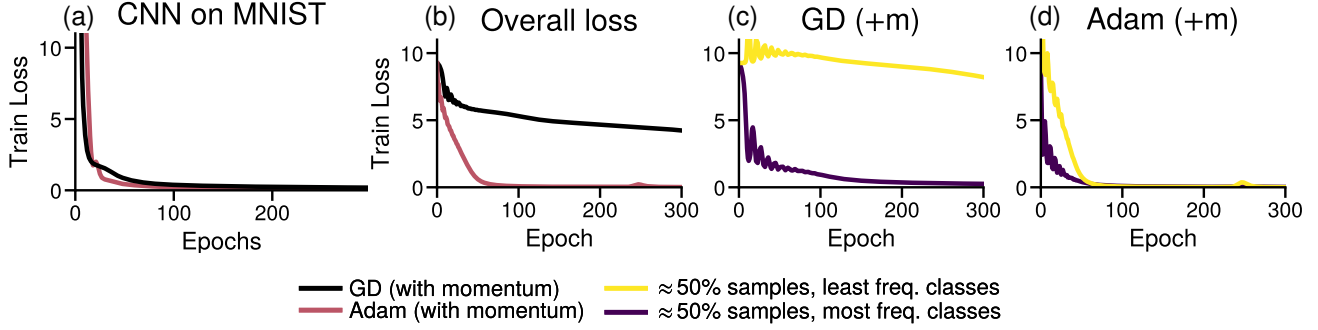 (a) CNN on MNIST
(b) Overall loss
(c) GD (+m)
(d) Adam (+m)
Train Loss
10
5
0
0 100 200
Epochs
Train Loss
10
5
0
0 100 200 300
Epoch
10
5
0
0 100 200 300
Epoch
10
5
0
0 100 200 300
Epoch
GD (with momentum)
Adam (with momentum)
≈50% samples, least freq. classes
≈50% samples, most freq. classes